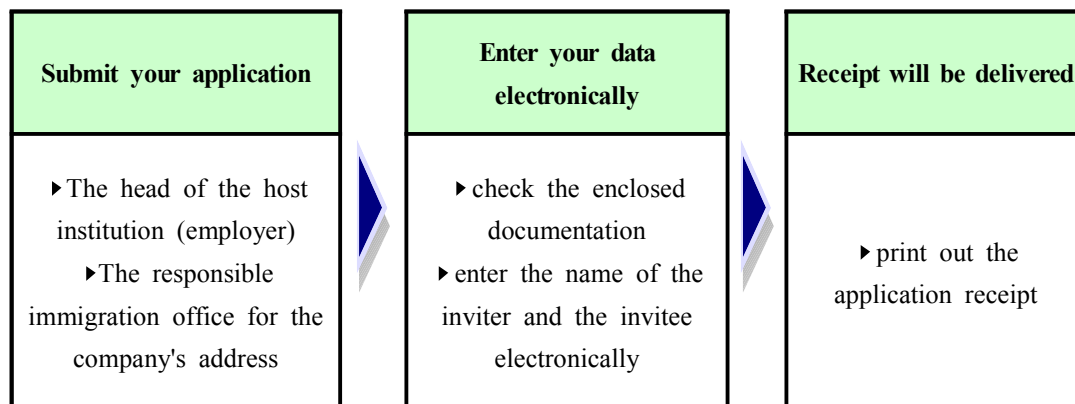 Submit your application
▶The head of the host
institution (employer)
▶The responsible
immigration office for the
company's address
Enter your data
electronically
▶check the enclosed
documentation
▶enter the name of the
inviter and the invitee
electronically
Receipt will be delivered
▶print out the
application receipt